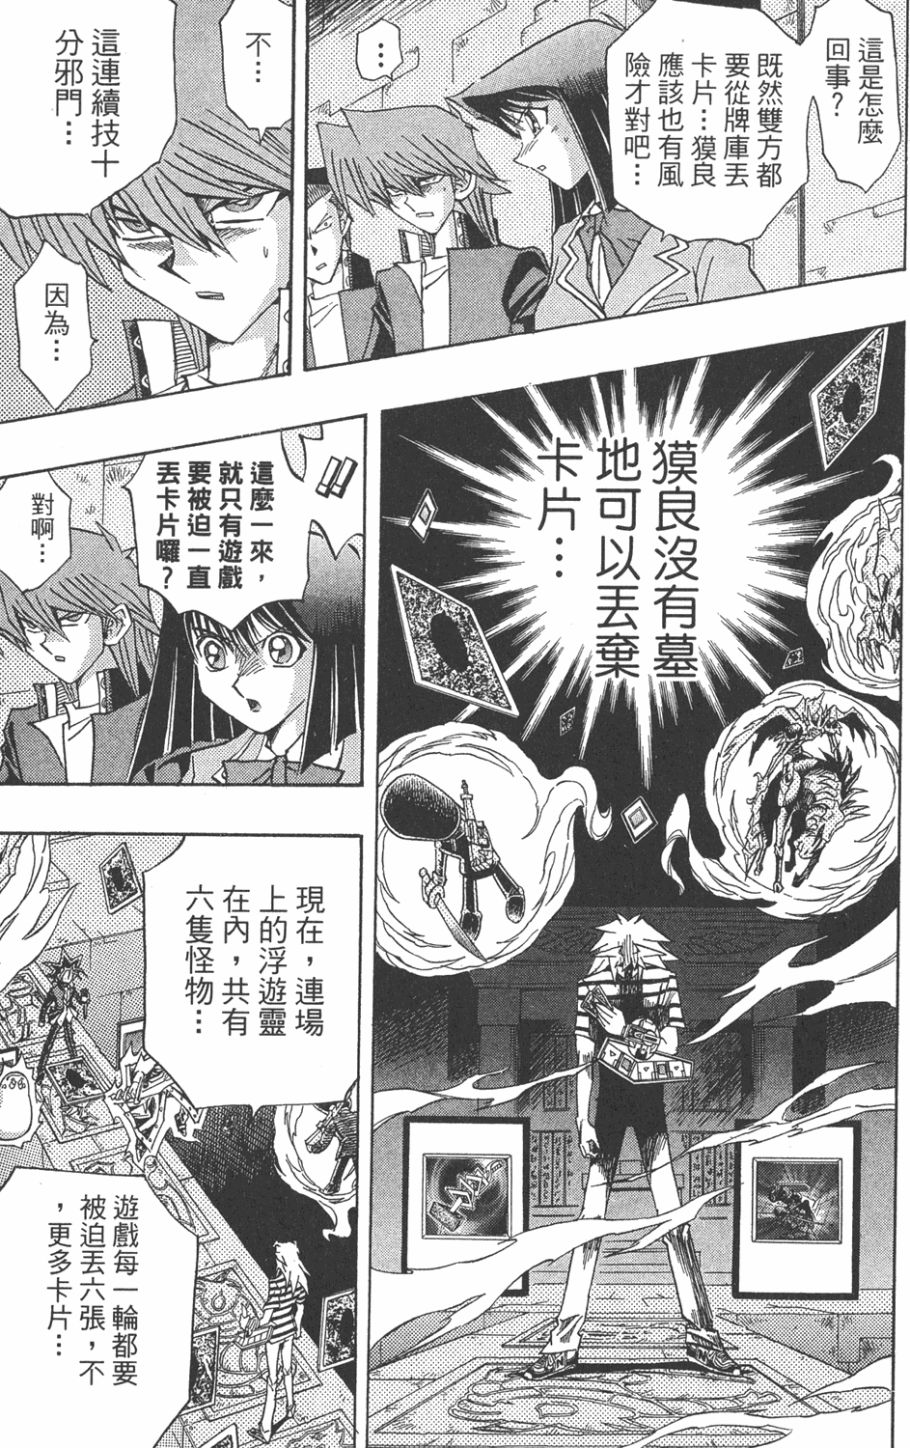 這是怎麼
回事？
既然雙方都
要從牌庫丟
卡片…獏良
應該也有風
險才對吧…
…
不…
這連續技十
分邪門…
因為…
獏良沒有墓
地可以丟棄
卡片…
!!
這麼一來，
就只有遊戲
要被迫一直
丟卡片囉？
對啊…
現在，連場
上的浮遊靈
在內，共有
六隻怪物…
遊戲每一輪都要
被迫丟六張，不
，更多卡片…